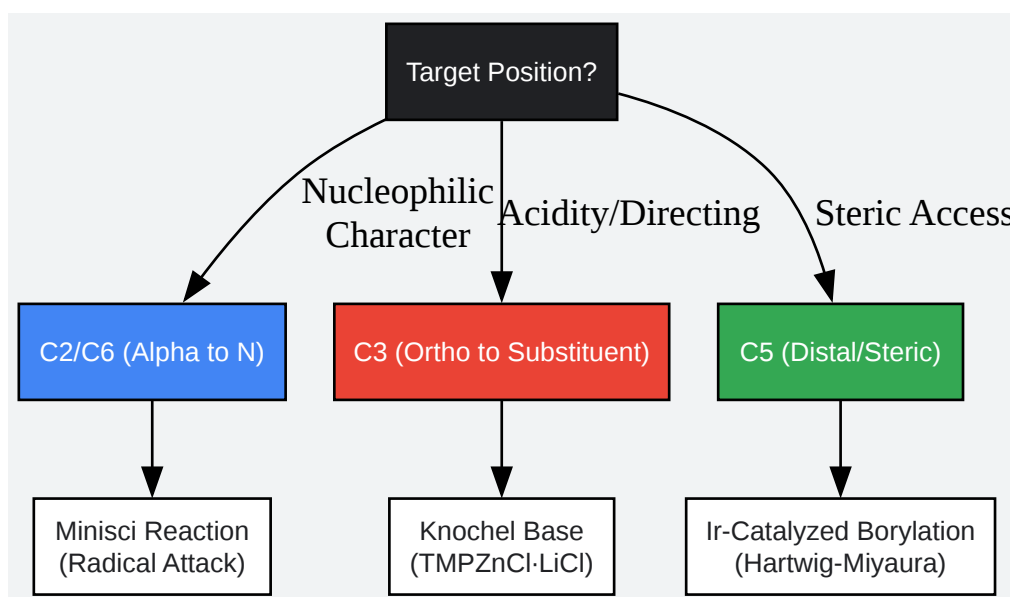 Target Position?
Nucleophilic
Character
Acidity/Directing
Steric Access
C2/C6 (Alpha to N)
C3 (Ortho to Substituent)
C5 (Distal/Steric)
Minisci Reaction
(Radical Attack)
Knochel Base
(TMPZnCl·LiCl)
Ir-Catalyzed Borylation
(Hartwig-Miyaura)